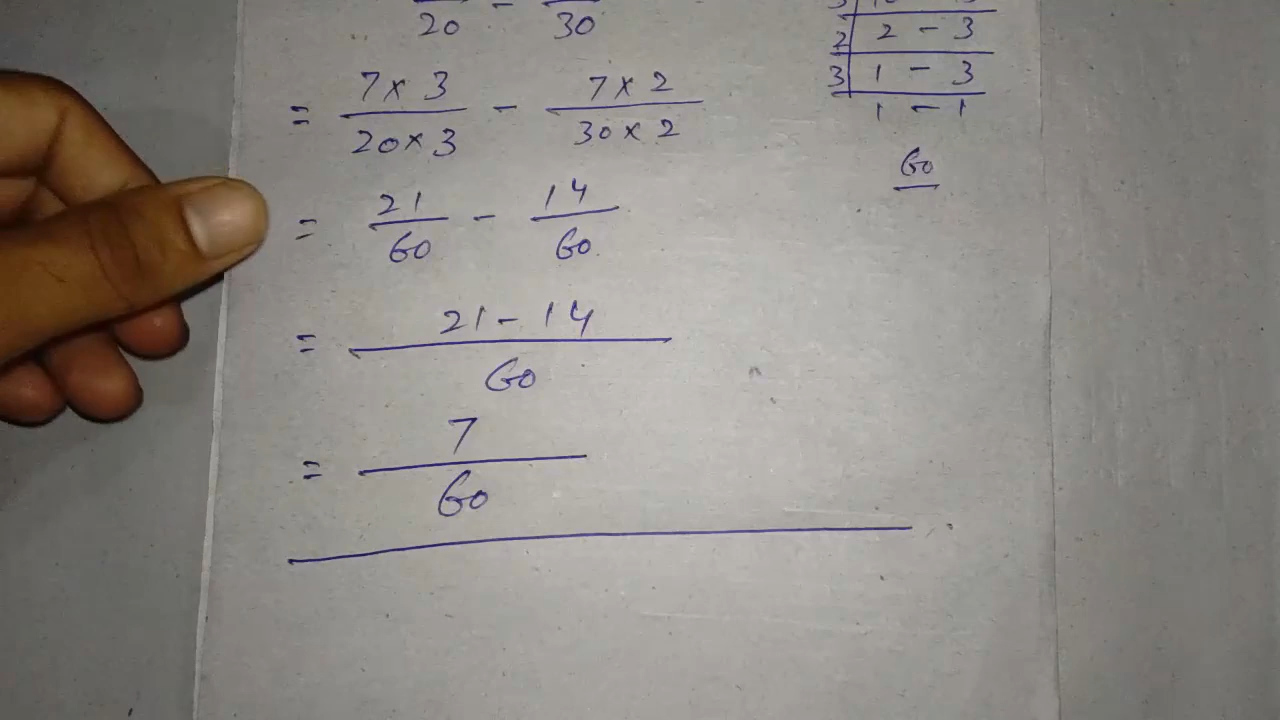 20 - 30
= 7 × 3 / 20 × 3 - 7 × 2 / 30 × 2
= 21/60 - 14/60
= 21 - 14 / 60
= 7/60
2 | 2 - 3
3 | 1 - 3
1 - 1
60